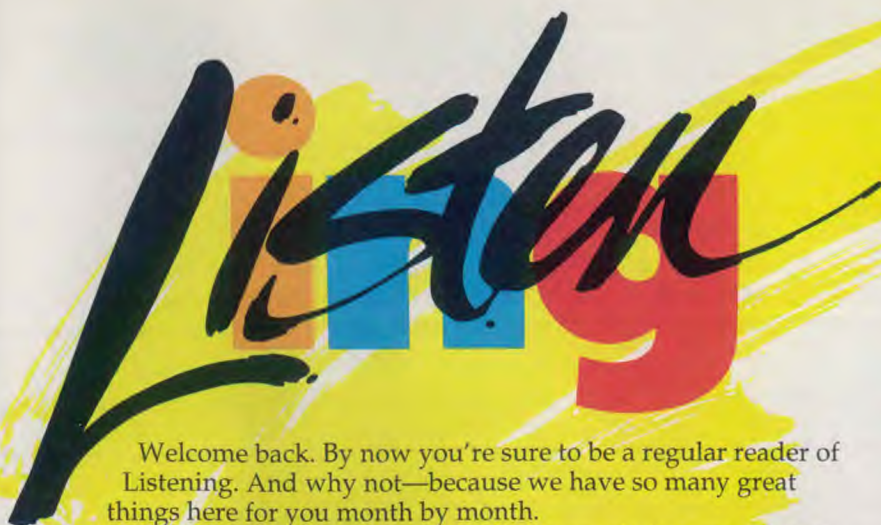 Listen
ing
Welcome back. By now you're sure to be a regular reader of
Listening. And why not—because we have so many great
things here for you month by month.